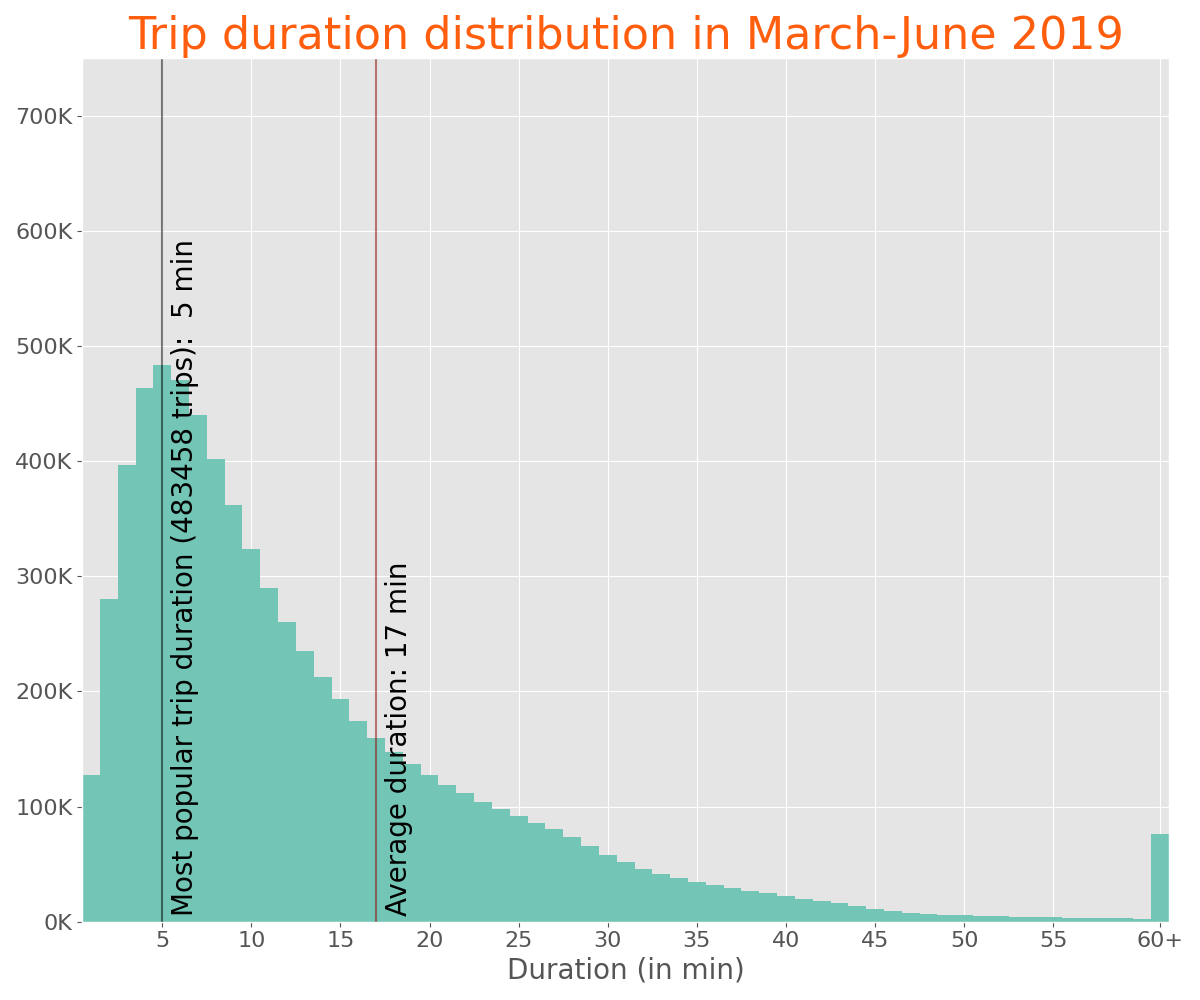 Trip duration distribution in March-June 2019
700K
600K
500K
400K
300K
200K
100K
0K
Most popular trip duration (483458 trips):  5 min
Average duration: 17 min
5 10 15 20 25 30 35 40 45 50 55 60+
Duration (in min)